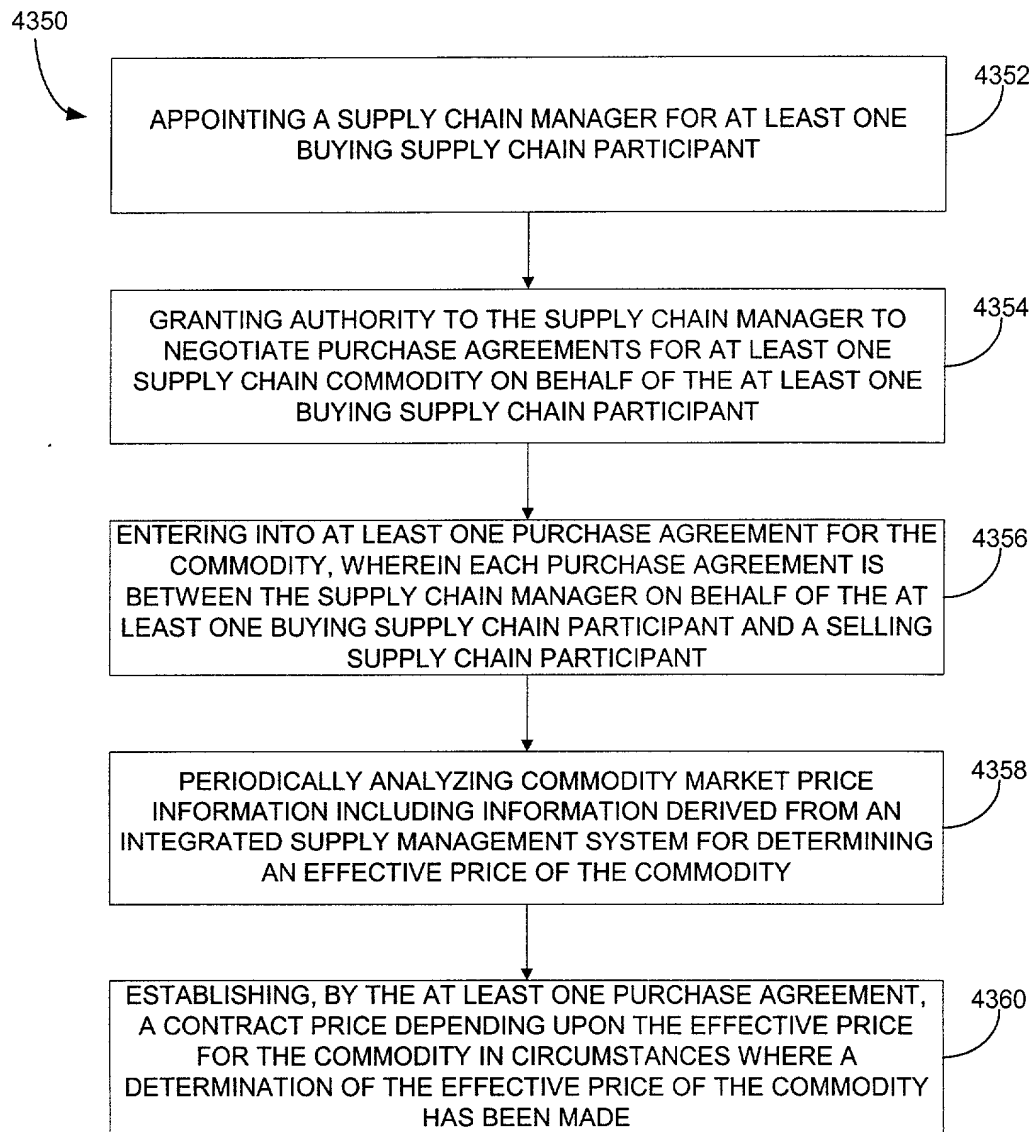 4350
4352
APPOINTING A SUPPLY CHAIN MANAGER FOR AT LEAST ONE
BUYING SUPPLY CHAIN PARTICIPANT
4354
GRANTING AUTHORITY TO THE SUPPLY CHAIN MANAGER TO
NEGOTIATE PURCHASE AGREEMENTS FOR AT LEAST ONE
SUPPLY CHAIN COMMODITY ON BEHALF OF THE AT LEAST ONE
BUYING SUPPLY CHAIN PARTICIPANT
4356
ENTERING INTO AT LEAST ONE PURCHASE AGREEMENT FOR THE
COMMODITY, WHEREIN EACH PURCHASE AGREEMENT IS
BETWEEN THE SUPPLY CHAIN MANAGER ON BEHALF OF THE AT
LEAST ONE BUYING SUPPLY CHAIN PARTICIPANT AND A SELLING
SUPPLY CHAIN PARTICIPANT
4358
PERIODICALLY ANALYZING COMMODITY MARKET PRICE
INFORMATION INCLUDING INFORMATION DERIVED FROM AN
INTEGRATED SUPPLY MANAGEMENT SYSTEM FOR DETERMINING
AN EFFECTIVE PRICE OF THE COMMODITY
4360
ESTABLISHING, BY THE AT LEAST ONE PURCHASE AGREEMENT,
A CONTRACT PRICE DEPENDING UPON THE EFFECTIVE PRICE
FOR THE COMMODITY IN CIRCUMSTANCES WHERE A
DETERMINATION OF THE EFFECTIVE PRICE OF THE COMMODITY
HAS BEEN MADE